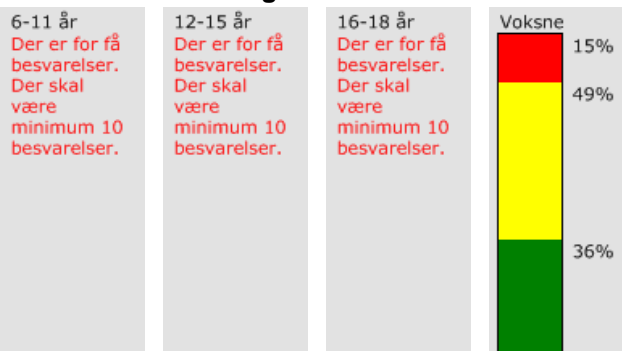 6-11 år
Der er for få
besvarelser.
Der skal
være
minimum 10
besvarelser.
12-15 år
Der er for få
besvarelser.
Der skal
være
minimum 10
besvarelser.
16-18 år
Der er for få
besvarelser.
Der skal
være
minimum 10
besvarelser.
Voksne
15%
49%
36%